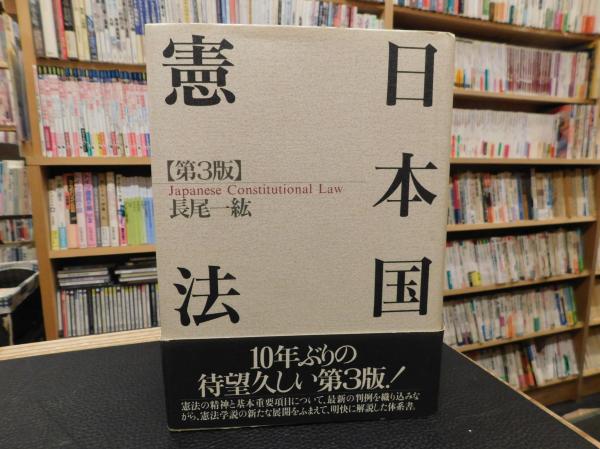 日本国
憲法
【第3版】
Japanese Constitutional Law
長尾一紘
10年ぶりの
待望久しい第3版!
憲法の精神と基本重要項目について、最新の判例を織り込みな
がら、憲法学説の新たな展開をふまえて、明快に解説した体系書。